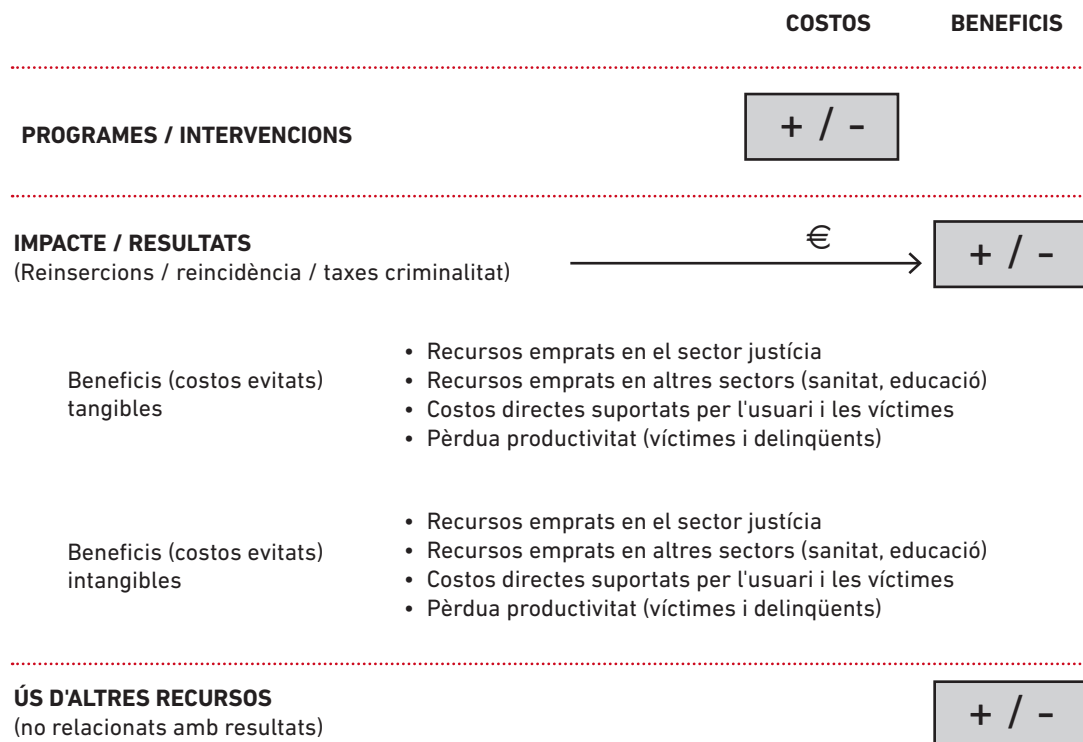 COSTOS BENEFICIS
PROGRAMES / INTERVENCIONS + / -
IMPACTE / RESULTATS
(Reinsercions / reincidència / taxes criminalitat) € + / -
Beneficis (costos evitats)
tangibles
• Recursos emprats en el sector justícia
• Recursos emprats en altres sectors (sanitat, educació)
• Costos directes suportats per l'usuari i les víctimes
• Pèrdua productivitat (víctimes i delinqüents)
Beneficis (costos evitats)
intangibles
• Recursos emprats en el sector justícia
• Recursos emprats en altres sectors (sanitat, educació)
• Costos directes suportats per l'usuari i les víctimes
• Pèrdua productivitat (víctimes i delinqüents)
ÚS D'ALTRES RECURSOS
(no relacionats amb resultats) + / -